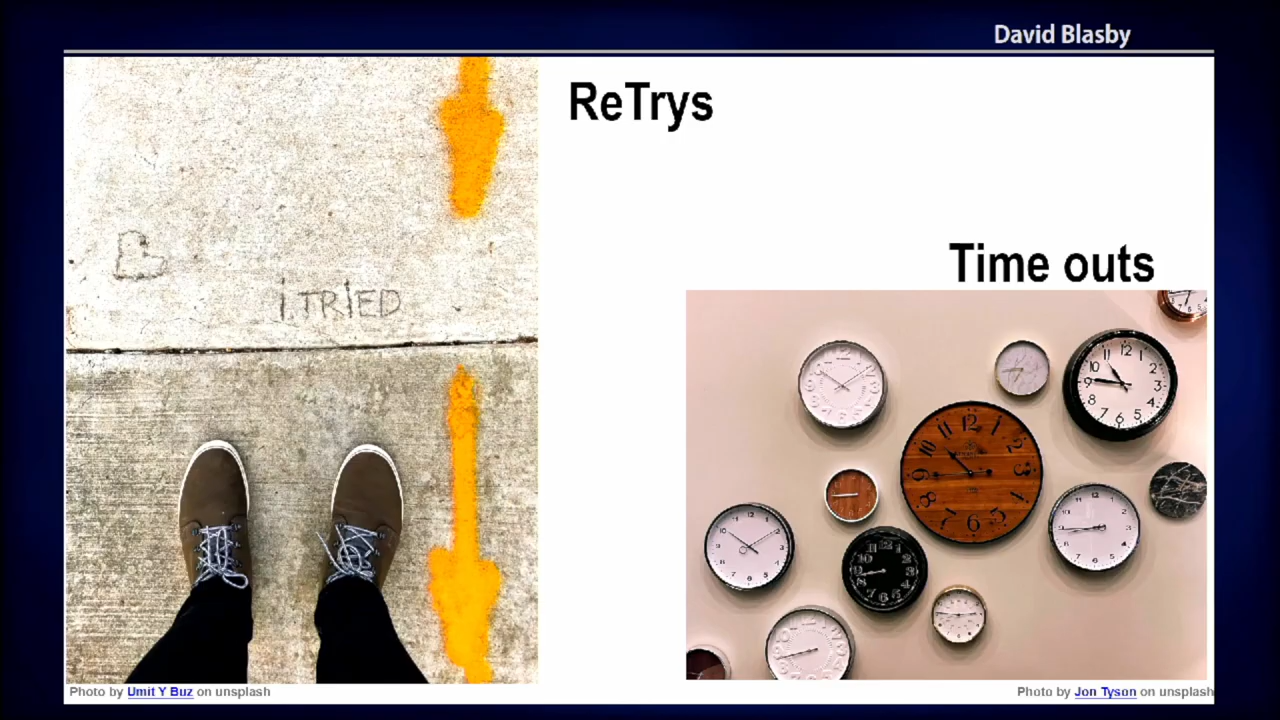 David Blasby
ReTrys
Time outs
i TRiED
Photo by Umit Y Buz on unsplash
Photo by Jon Tyson on unsplash